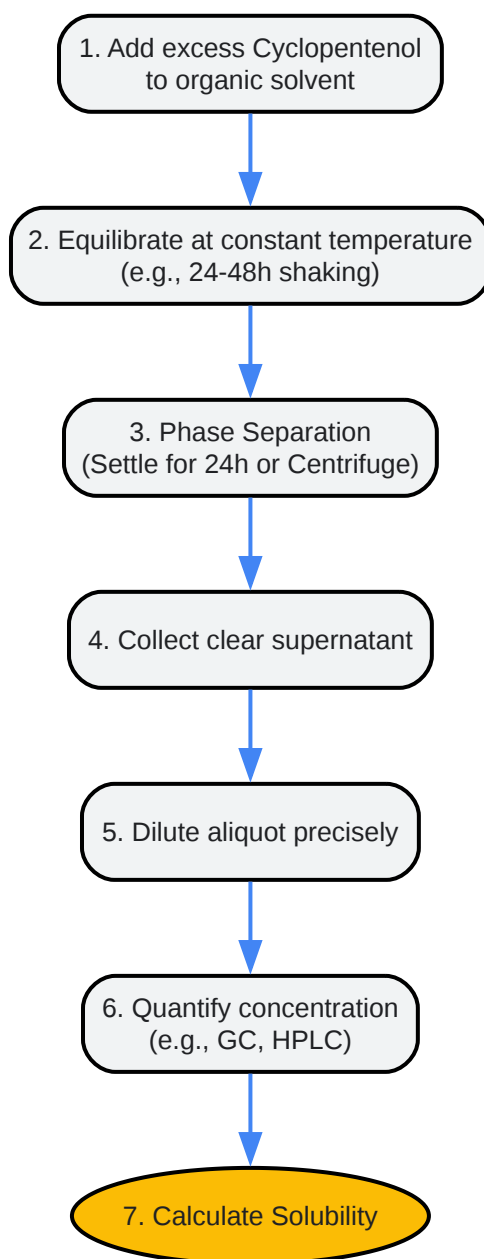 1. Add excess Cyclopentenol
to organic solvent
2. Equilibrate at constant temperature
(e.g., 24-48h shaking)
3. Phase Separation
(Settle for 24h or Centrifuge)
4. Collect clear supernatant
5. Dilute aliquot precisely
6. Quantify concentration
(e.g., GC, HPLC)
7. Calculate Solubility